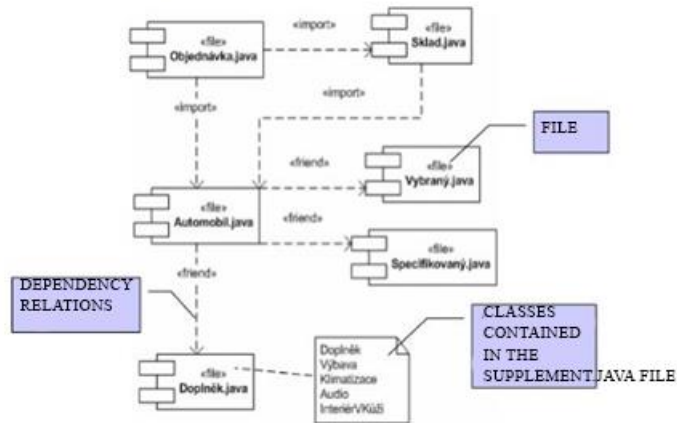 «file»
Objednávka.java
«import»
«file»
Sklad.java
«import»
«import»
FILE
«friend»
«file»
Vybraný.java
«file»
Automobil.java
«friend»
«file»
Specifikovaný.java
«friend»
DEPENDENCY
RELATIONS
CLASSES
CONTAINED
IN THE
SUPPLEMENT.JAVA FILE
Doplněk
Výbava
Klimatizace
Audio
InteriérVKůži
«file»
Doplněk.java